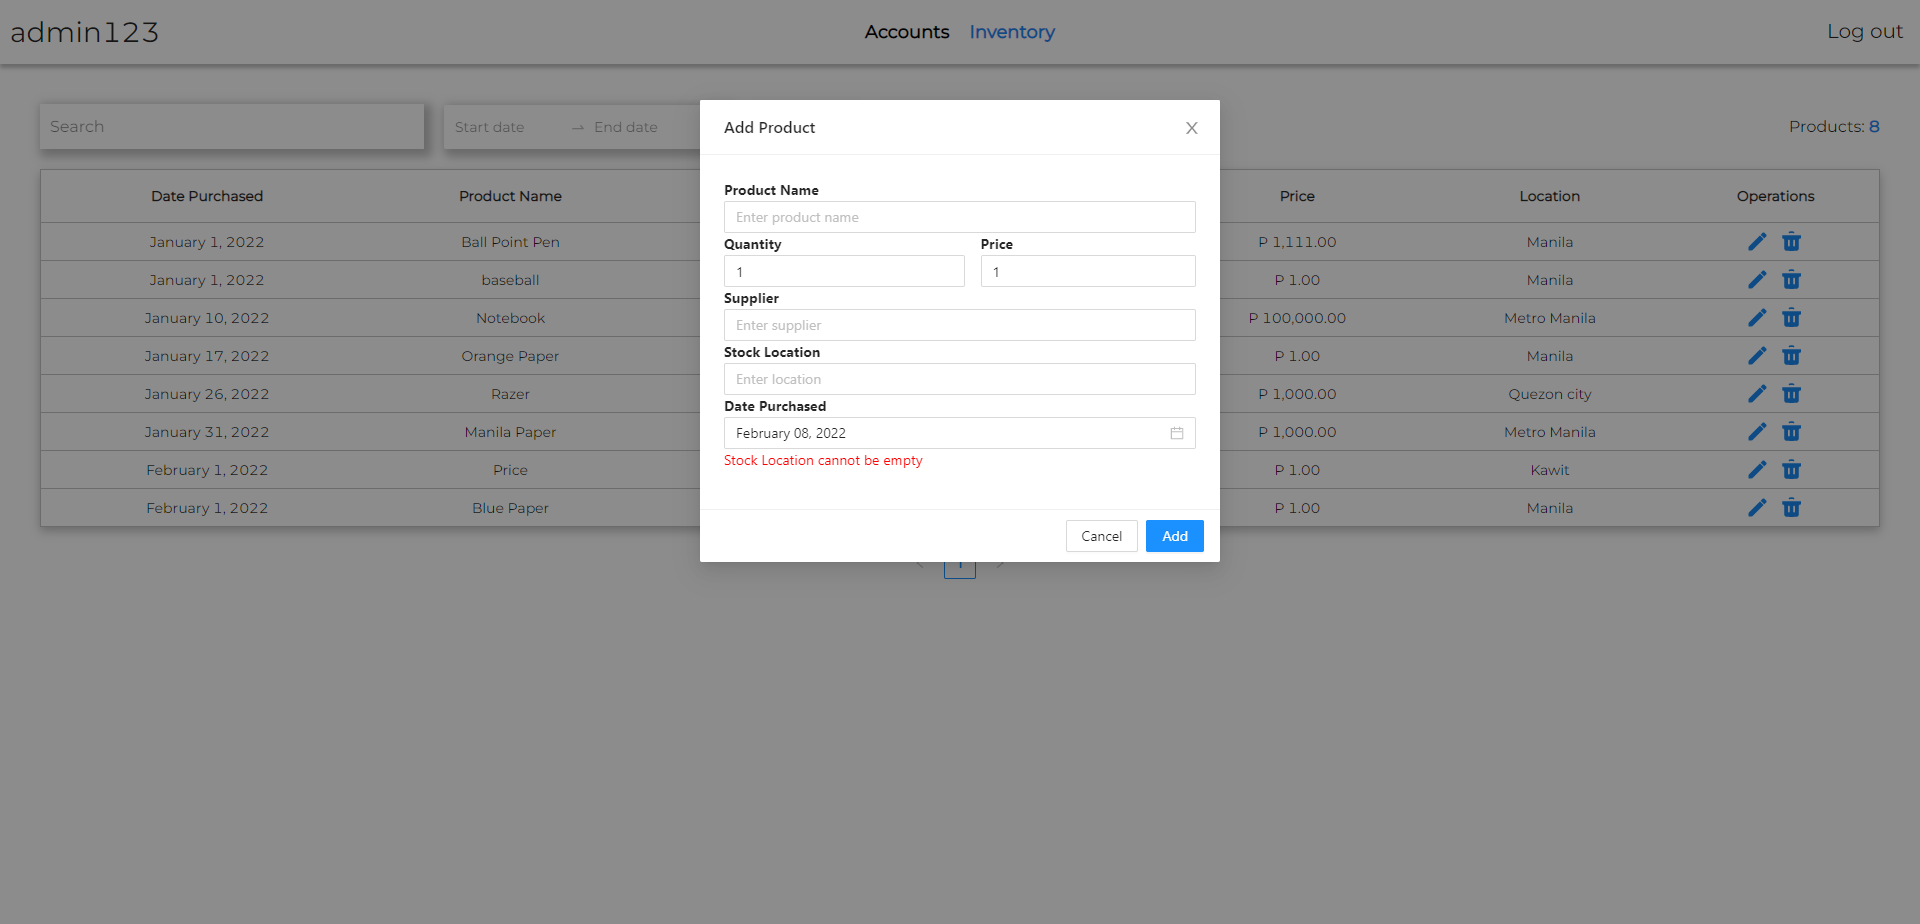 admin123 Accounts Inventory Log out
Search Start date End date Products: 8
Date Purchased Product Name Price Location Operations
January 1, 2022 Ball Point Pen P 1,111.00 Manila
January 1, 2022 baseball P 1.00 Manila
January 10, 2022 Notebook P 100,000.00 Metro Manila
January 17, 2022 Orange Paper P 1.00 Manila
January 26, 2022 Razer P 1,000.00 Quezon city
January 31, 2022 Manila Paper P 1,000.00 Metro Manila
February 1, 2022 Price P 1.00 Kawit
February 1, 2022 Blue Paper P 1.00 Manila
Add Product
Product Name
Enter product name
Quantity Price
1 1
Supplier
Enter supplier
Stock Location
Enter location
Date Purchased
February 08, 2022
Stock Location cannot be empty
Cancel Add
1